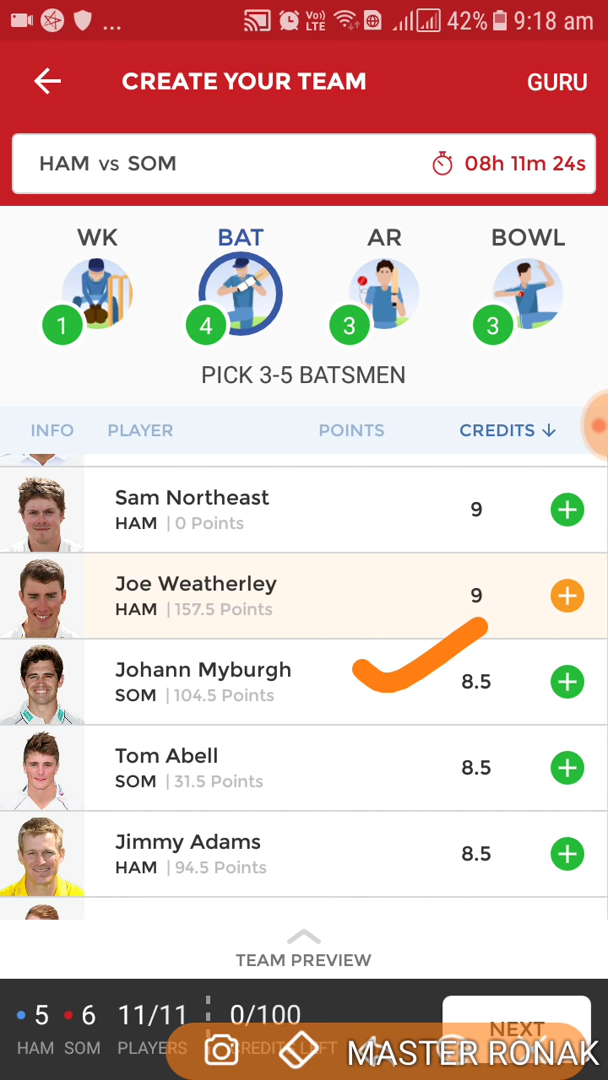 ... Vo) LTE 42% 9:18 am
CREATE YOUR TEAM GURU
HAM vs SOM 08h 11m 24s
WK BAT AR BOWL
1 4 3 3
PICK 3-5 BATSMEN
INFO PLAYER POINTS CREDITS ↓
Sam Northeast
HAM | 0 Points 9
Joe Weatherley
HAM | 157.5 Points 9
Johann Myburgh
SOM | 104.5 Points 8.5
Tom Abell
SOM | 31.5 Points 8.5
Jimmy Adams
HAM | 94.5 Points 8.5
TEAM PREVIEW
5 6 11/11 0/100 NEXT
HAM SOM PLAYERS CREDITS LEFT
MASTER RONAK